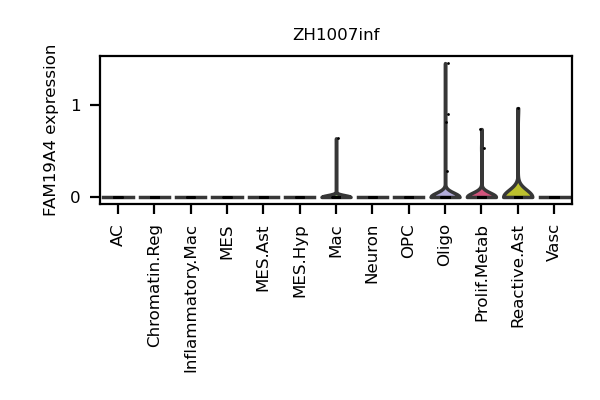 ZH1007inf
FAM19A4 expression
1
0
AC
Chromatin.Reg
Inflammatory.Mac
MES
MES.Ast
MES.Hyp
Mac
Neuron
OPC
Oligo
Prolif.Metab
Reactive.Ast
Vasc